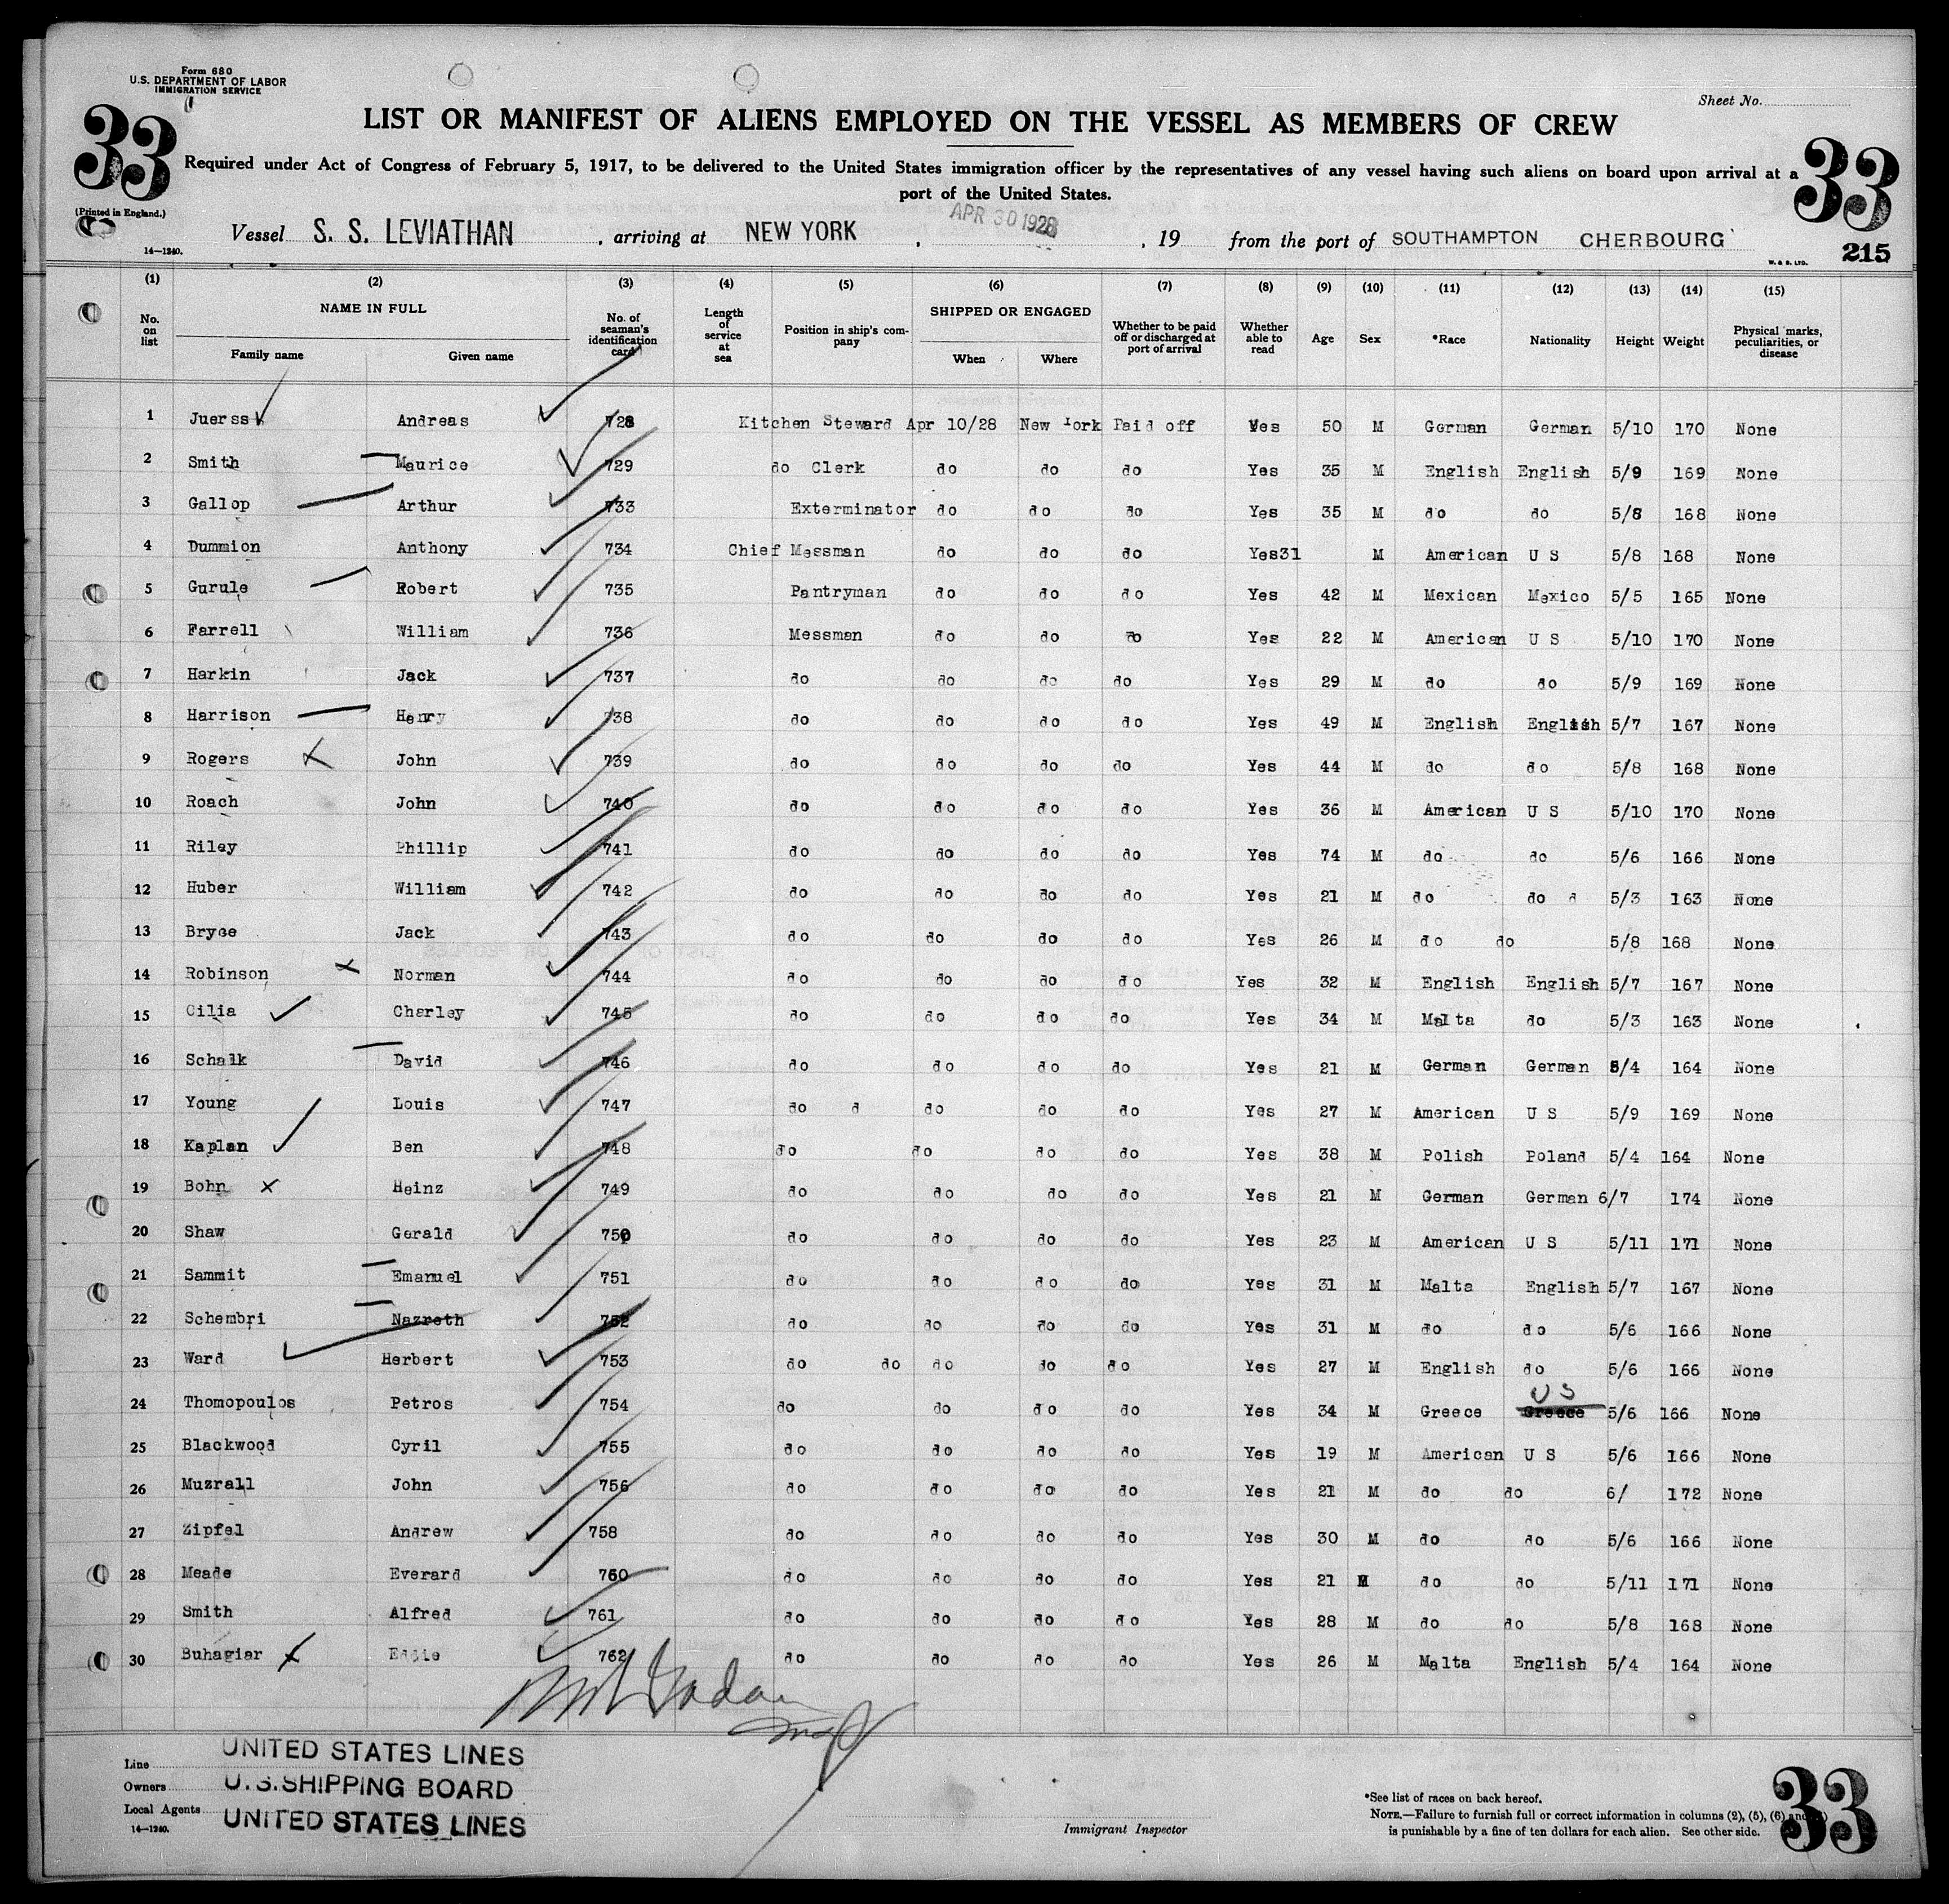 Form 680
U.S. DEPARTMENT OF LABOR
IMMIGRATION SERVICE
Sheet No.
33
33
LIST OR MANIFEST OF ALIENS EMPLOYED ON THE VESSEL AS MEMBERS OF CREW
Required under Act of Congress of February 5, 1917, to be delivered to the United States immigration officer by the representatives of any vessel having such aliens on board upon arrival at a
port of the United States.
(Printed in England.)
14—1240.
Vessel S. S. LEVIATHAN , arriving at NEW YORK , APR 30 1928 , 19 from the port of SOUTHAMPTON CHERBOURG
W. & S. LTD.
215
(1) (2) (3) (4) (5) (6) (7) (8) (9) (10) (11) (12) (13) (14) (15)
No. on list NAME IN FULL Family name Given name No. of seaman's identification card Length of service at sea Position in ship's company SHIPPED OR ENGAGED When Where Whether to be paid off or discharged at port of arrival Whether able to read Age Sex *Race Nationality Height Weight Physical marks, peculiarities, or disease
1 Juerss Andreas 728 Kitchen Steward Apr 10/28 New York Paid off Yes 50 M German German 5/10 170 None
2 Smith Maurice 729 do Clerk do do do Yes 35 M English English 5/9 169 None
3 Gallop Arthur 733 Exterminator do do do Yes 35 M do do 5/8 168 None
4 Dummion Anthony 734 Chief Messman do do do Yes31 M American U S 5/8 168 None
5 Gurule Robert 735 Pantryman do do do Yes 42 M Mexican Mexico 5/5 165 None
6 Farrell William 736 Messman do do do Yes 22 M American U S 5/10 170 None
7 Harkin Jack 737 do do do do Yes 29 M do do 5/9 169 None
8 Harrison Henry 738 do do do do Yes 49 M English English 5/7 167 None
9 Rogers John 739 do do do do Yes 44 M do do 5/8 168 None
10 Roach John 740 do do do do Yes 36 M American U S 5/10 170 None
11 Riley Phillip 741 do do do do Yes 74 M do do 5/6 166 None
12 Huber William 742 do do do do Yes 21 M do do d 5/3 163 None
13 Bryce Jack 743 do do do do Yes 26 M do do 5/8 168 None
14 Robinson Norman 744 do do do do Yes 32 M English English 5/7 167 None
15 Cilia Charley 745 do do do do Yes 34 M Malta do 5/3 163 None
16 Schalk David 746 do do do do Yes 21 M German German 5/4 164 None
17 Young Louis 747 do d do do do Yes 27 M American U S 5/9 169 None
18 Kaplan Ben 748 do do do do Yes 38 M Polish Poland 5/4 164 None
19 Bohn Heinz 749 do do do do Yes 21 M German German 6/7 174 None
20 Shaw Gerald 750 do do do do Yes 23 M American U S 5/11 171 None
21 Sammit Emanuel 751 do do do do Yes 31 M Malta English 5/7 167 None
22 Schembri Nazreth 752 do do do do Yes 31 M do do 5/6 166 None
23 Ward Herbert 753 do do do do do Yes 27 M English do 5/6 166 None
24 Thomopoulos Petros 754 do do do do Yes 34 M Greece Greece U S 5/6 166 None
25 Blackwood Cyril 755 do do do do Yes 19 M American U S 5/6 166 None
26 Muzrall John 756 do do do do Yes 21 M do do 6/ 172 None
27 Zipfel Andrew 758 do do do do Yes 30 M do do 5/6 166 None
28 Meade Everard 760 do do do do Yes 21 M do do 5/11 171 None
29 Smith Alfred 761 do do do do Yes 28 M do do 5/8 168 None
30 Buhagiar Eddie 762 do do do do Yes 26 M Malta English 5/4 164 None
Line UNITED STATES LINES
Owners U.S. SHIPPING BOARD
Local Agents UNITED STATES LINES
14—1240.
Immigrant Inspector
*See list of races on back hereof.
NOTE.—Failure to furnish full or correct information in columns (2), (5), (6) and
is punishable by a fine of ten dollars for each alien. See other side.
33